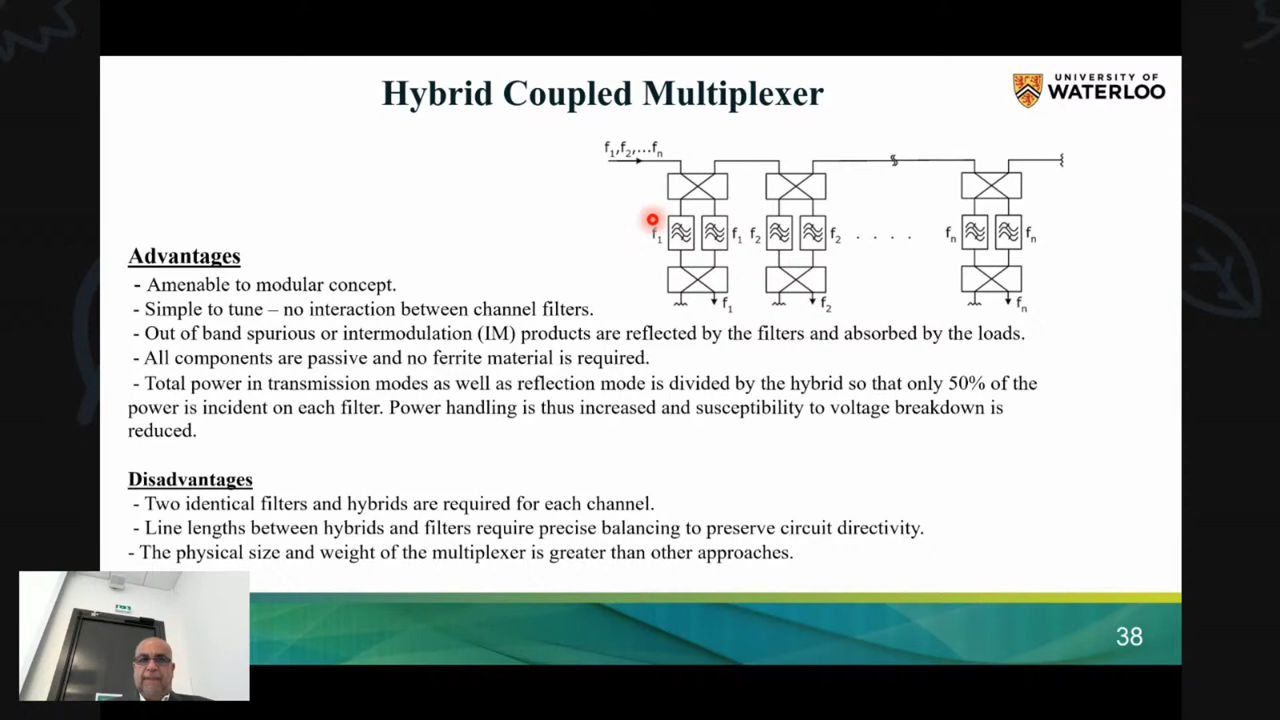 Hybrid Coupled Multiplexer
UNIVERSITY OF
WATERLOO
f1,f2,...fn
f1 f1 f2 f2 . . . . fn fn
f1 f2 fn
Advantages
- Amenable to modular concept.
- Simple to tune – no interaction between channel filters.
- Out of band spurious or intermodulation (IM) products are reflected by the filters and absorbed by the loads.
- All components are passive and no ferrite material is required.
- Total power in transmission modes as well as reflection mode is divided by the hybrid so that only 50% of the
power is incident on each filter. Power handling is thus increased and susceptibility to voltage breakdown is
reduced.
Disadvantages
- Two identical filters and hybrids are required for each channel.
- Line lengths between hybrids and filters require precise balancing to preserve circuit directivity.
- The physical size and weight of the multiplexer is greater than other approaches.
38